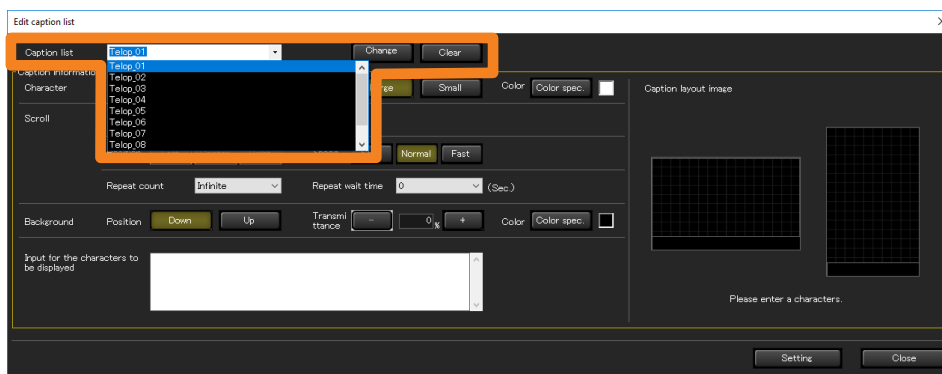 Edit caption list
Caption list Telop_01 Change Clear
Telop_01
Telop_02
Telop_03
Telop_04
Telop_05
Telop_06
Telop_07
Telop_08
Character Small Color Color spec. Caption layout image
Scroll
Normal Fast
Repeat count Infinite Repeat wait time 0 (Sec.)
Background Position Down Up Transmi
ttance - 0 % + Color Color spec.
Input for the characters to
be displayed
Please enter a characters.
Setting Close